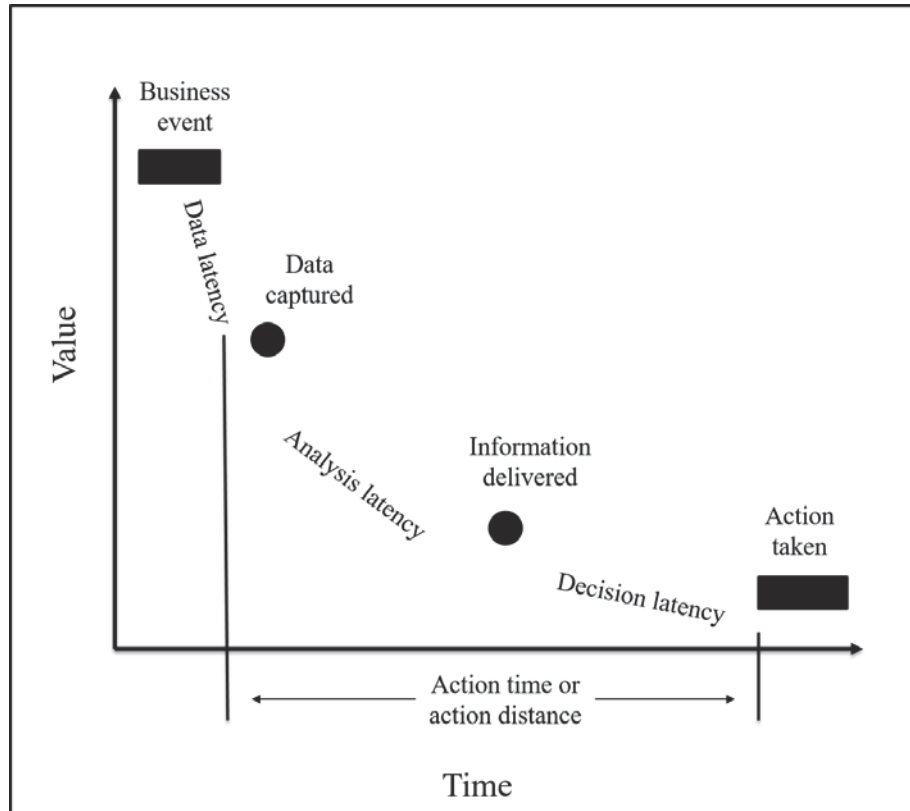 Business
event
Data latency
Data
captured
Value
Analysis latency
Information
delivered
Action
taken
Decision latency
Action time or
action distance
Time